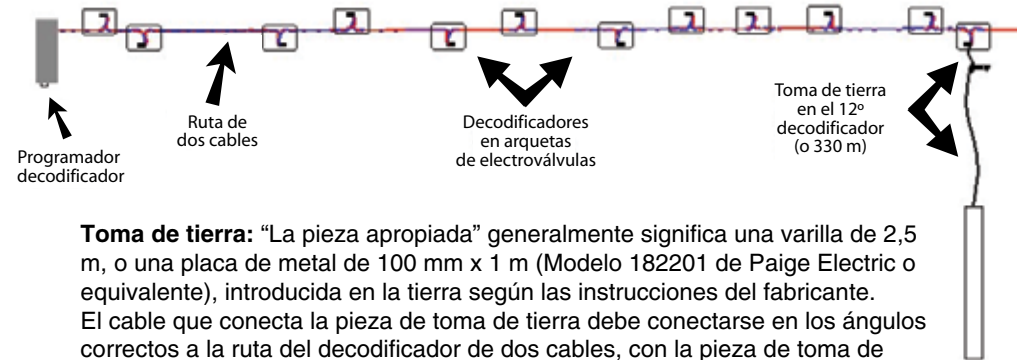 Programador
decodificador
Ruta de
dos cables
Decodificadores
en arquetas
de electroválvulas
Toma de tierra
en el 12º
decodificador
(o 330 m)
Toma de tierra: “La pieza apropiada” generalmente significa una varilla de 2,5
m, o una placa de metal de 100 mm x 1 m (Modelo 182201 de Paige Electric o
equivalente), introducida en la tierra según las instrucciones del fabricante.
El cable que conecta la pieza de toma de tierra debe conectarse en los ángulos
correctos a la ruta del decodificador de dos cables, con la pieza de toma de